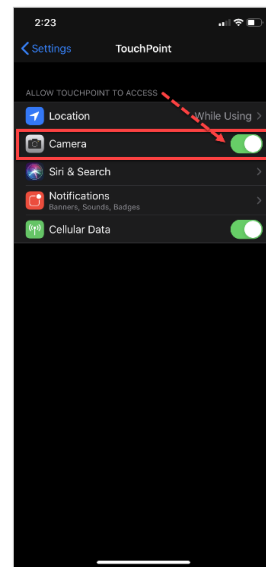 2:23
Settings
TouchPoint
ALLOW TOUCHPOINT TO ACCESS
Location
While Using
Camera
Siri & Search
Notifications
Banners, Sounds, Badges
Cellular Data